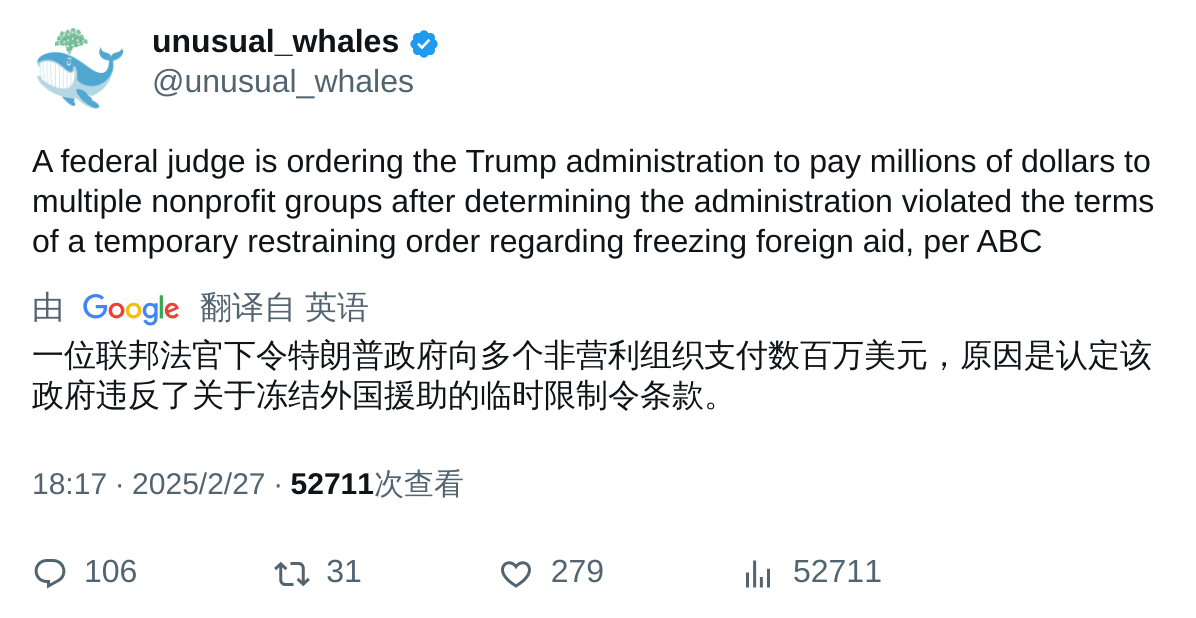 unusual_whales
@unusual_whales
A federal judge is ordering the Trump administration to pay millions of dollars to
multiple nonprofit groups after determining the administration violated the terms
of a temporary restraining order regarding freezing foreign aid, per ABC
由 Google 翻译自 英语
一位联邦法官下令特朗普政府向多个非营利组织支付数百万美元，原因是认定该
政府违反了关于冻结外国援助的临时限制令条款。
18:17 · 2025/2/27 · 52711次查看
106 31 279 52711